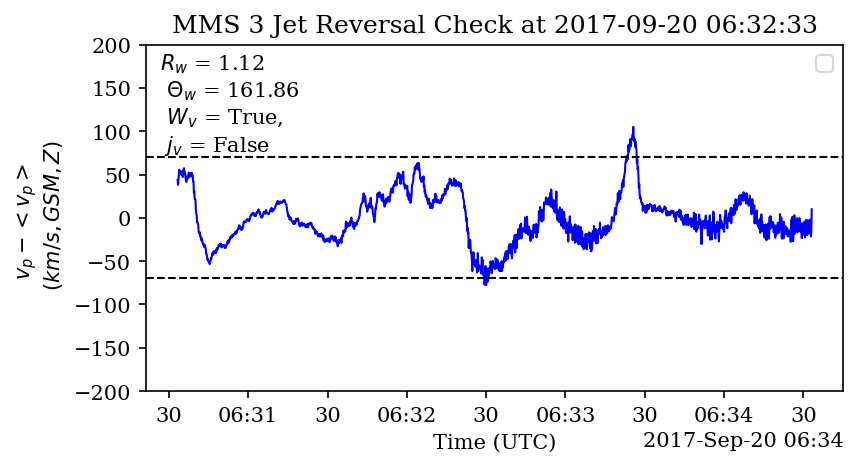 MMS 3 Jet Reversal Check at 2017-09-20 06:32:33
200
150
100
50
0
−50
−100
−150
−200
v_p − < v_p >
(km/s, GSM, Z)
R_w = 1.12
Θ_w = 161.86
W_v = True,
j_v = False
30 06:31 30 06:32 30 06:33 30 06:34 30
Time (UTC)
2017-Sep-20 06:34